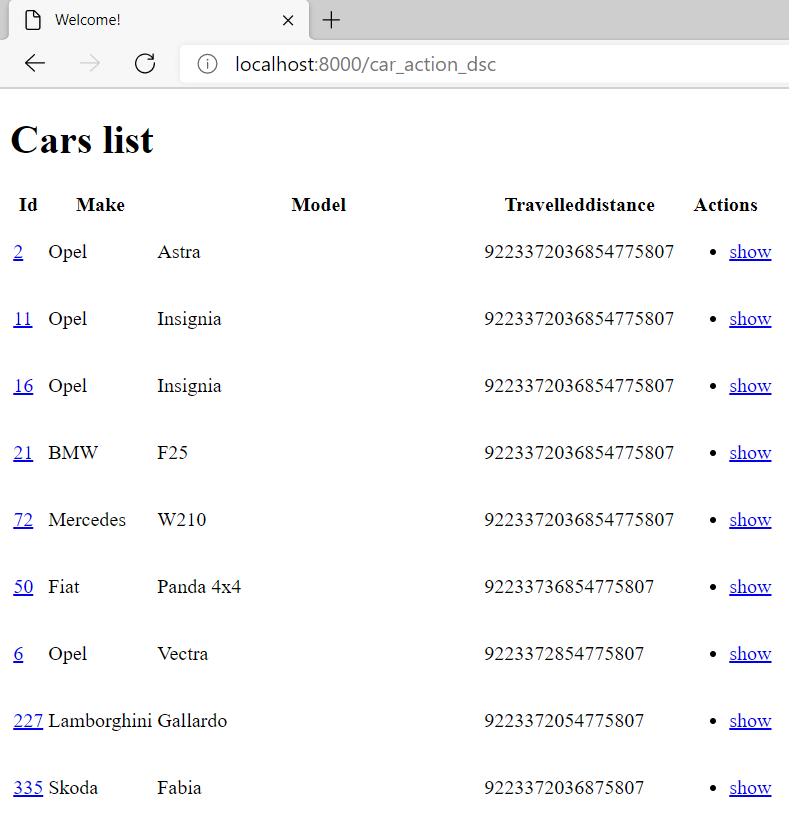 Welcome!
localhost:8000/car_action_dsc
Cars list
Id Make Model Travelleddistance Actions
2 Opel Astra 9223372036854775807 • show
11 Opel Insignia 9223372036854775807 • show
16 Opel Insignia 9223372036854775807 • show
21 BMW F25 9223372036854775807 • show
72 Mercedes W210 9223372036854775807 • show
50 Fiat Panda 4x4 92233736854775807 • show
6 Opel Vectra 9223372854775807 • show
227 Lamborghini Gallardo 9223372054775807 • show
335 Skoda Fabia 9223372036875807 • show